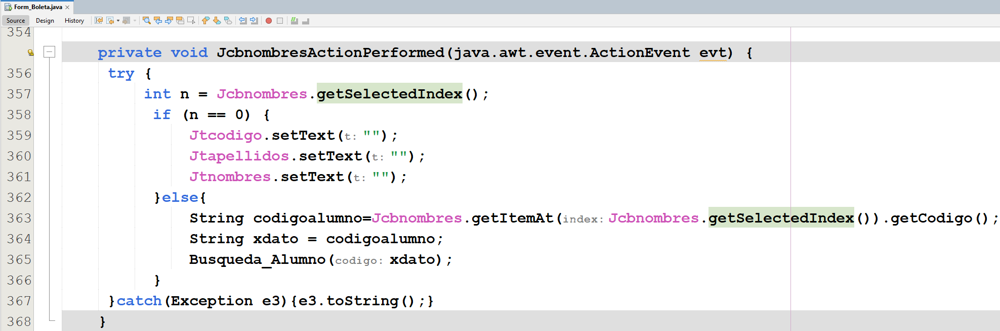 Form_Boleta.java
Source Design History
354
private void JcbnombresActionPerformed(java.awt.event.ActionEvent evt) {
356 try {
357 int n = Jcbnombres.getSelectedIndex();
358 if (n == 0) {
359 Jtcodigo.setText(t: "");
360 Jtapellidos.setText(t: "");
361 Jtnombres.setText(t: "");
362 }else{
363 String codigoalumno=Jcbnombres.getItemAt(index: Jcbnombres.getSelectedIndex()).getCodigo();
364 String xdato = codigoalumno;
365 Busqueda_Alumno(codigo: xdato);
366 }
367 }catch(Exception e3){e3.toString();}
368 }